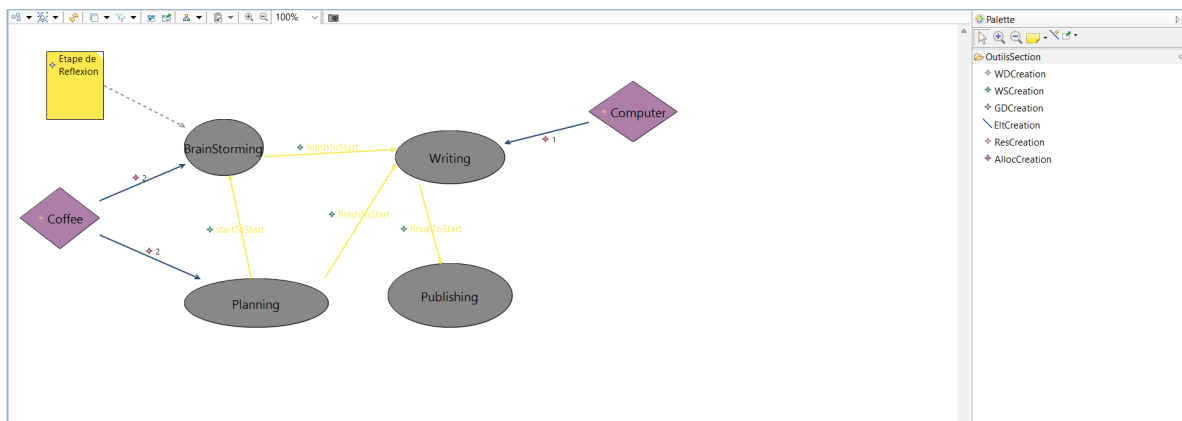 100%
Palette
OutilsSection
WDCreation
WSCreation
GDCreation
EltCreation
ResCreation
AllocCreation
Etape de
Reflexion
Computer
1
BrainStorming
finishToStart
Writing
2
Coffee
startToStart
finishToStart
finishToStart
2
Planning
Publishing